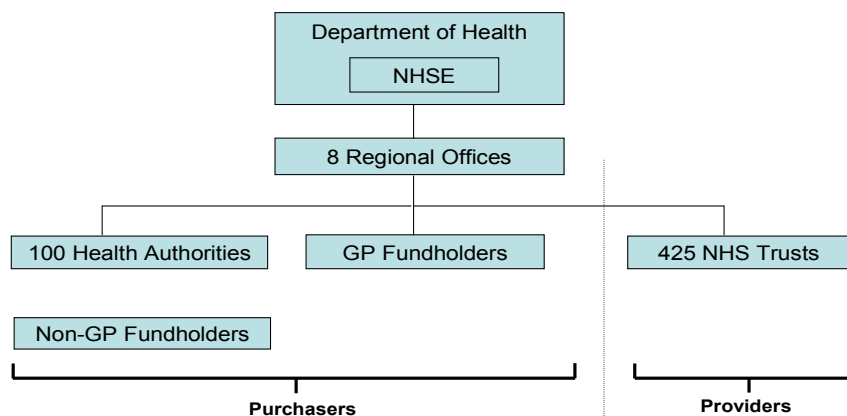 Department of Health
NHSE
8 Regional Offices
100 Health Authorities
GP Fundholders
425 NHS Trusts
Non-GP Fundholders
Purchasers
Providers